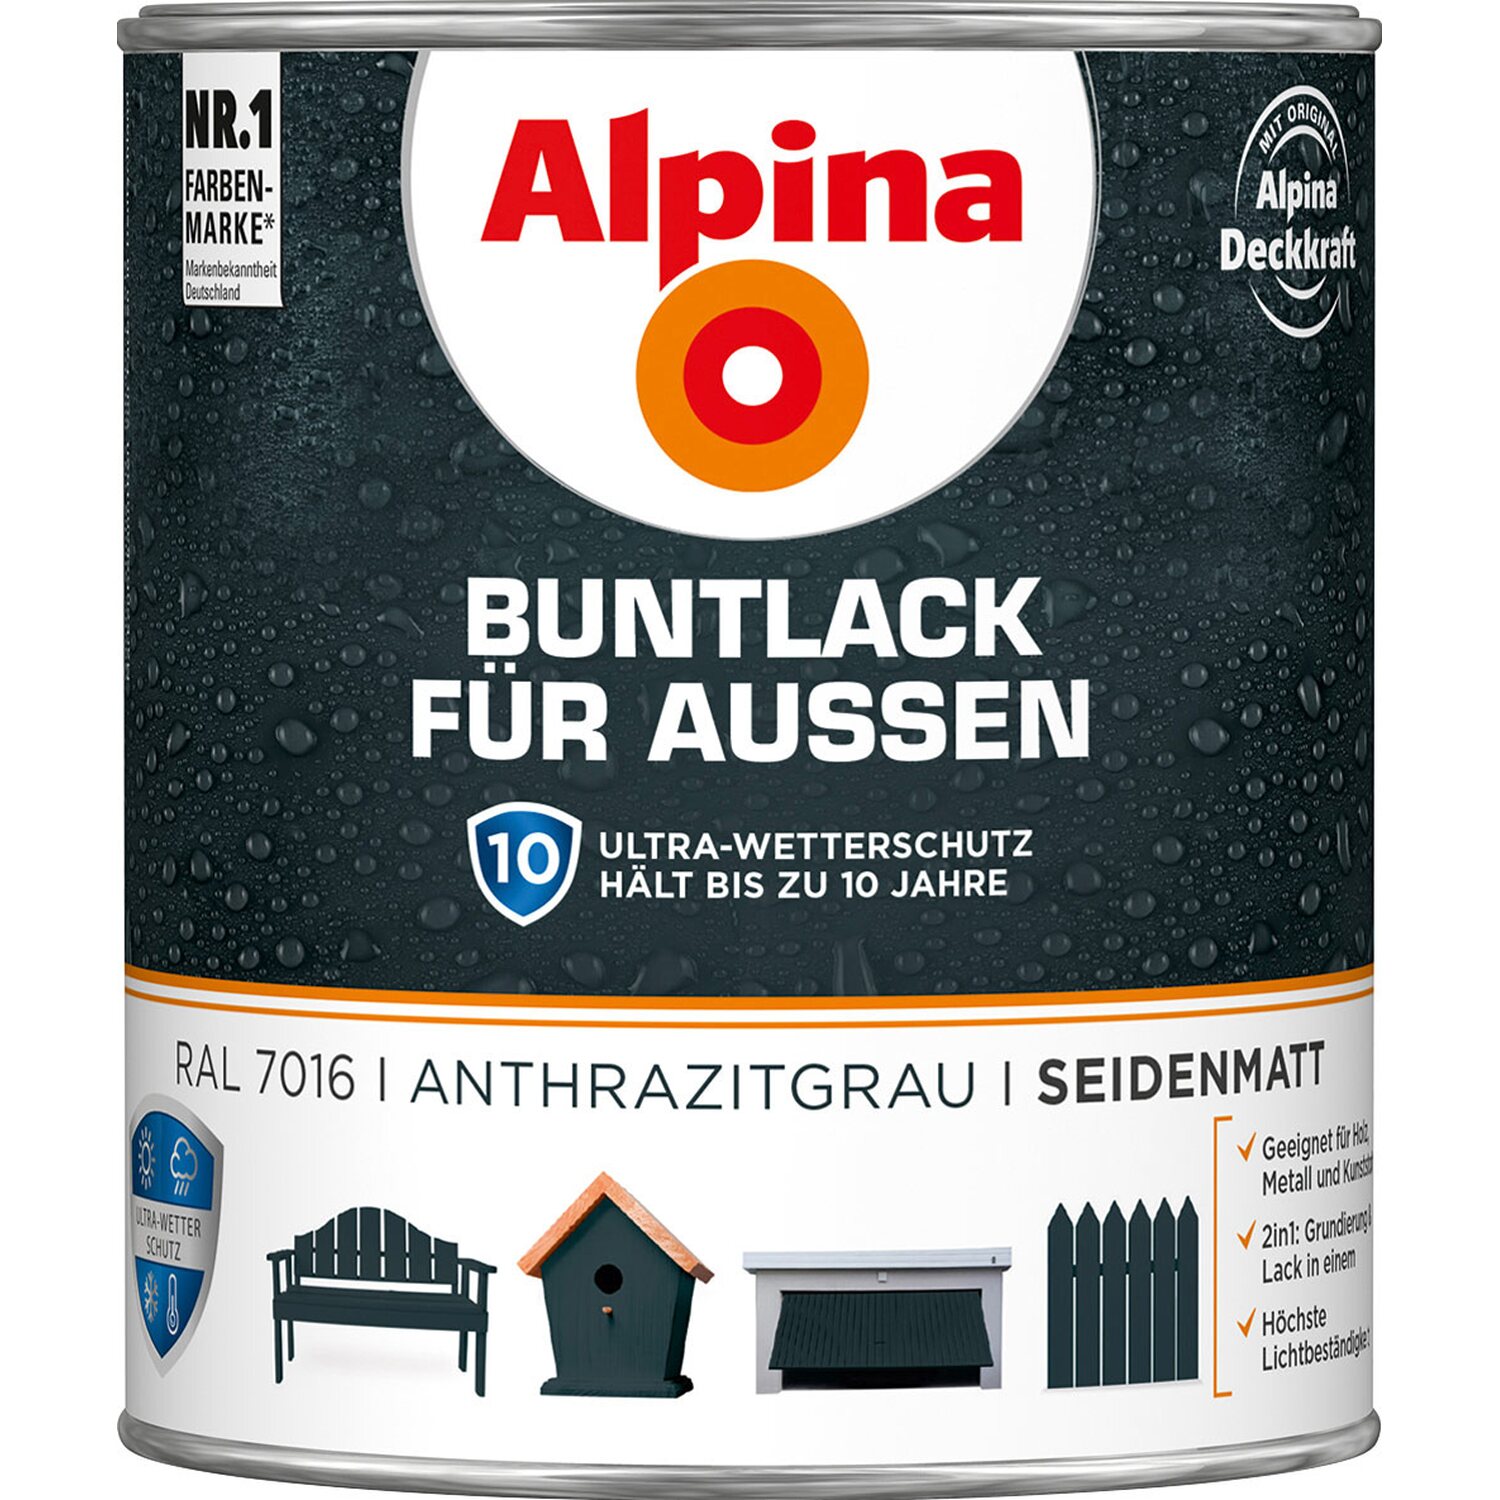 NR.1
FARBEN-
MARKE*
Markenbekanntheit
Deutschland
Alpina
MIT ORIGINAL
Alpina
Deckkraft
BUNTLACK
FÜR AUSSEN
10
ULTRA-WETTERSCHUTZ
HÄLT BIS ZU 10 JAHRE
RAL 7016 | ANTHRAZITGRAU | SEIDENMATT
ULTRA-WETTER
SCHUTZ
Geeignet für Holz,
Metall und
2in1: Grundierung &
Lack in einem
Höchste